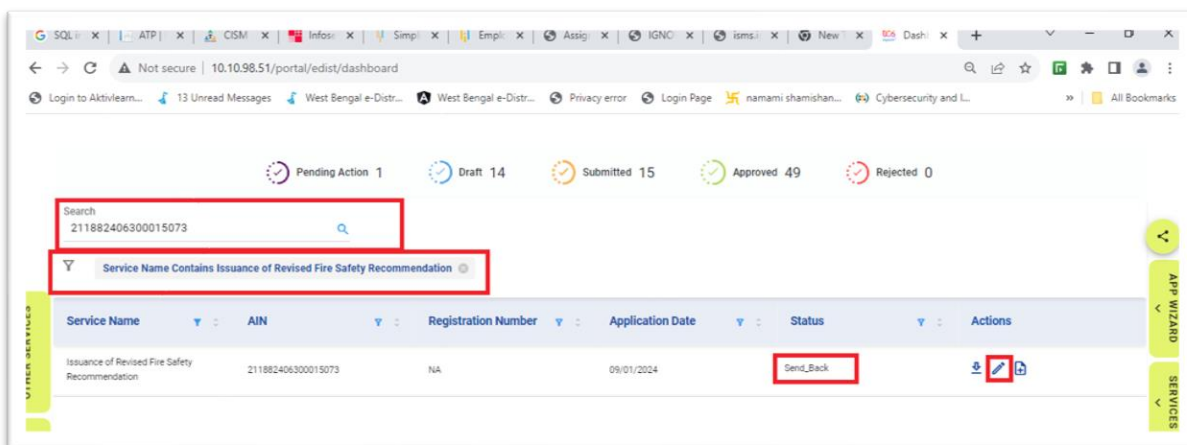 SQL in
ATP |
CISM
Infose
Simpl
Emplo
Assig
IGNO
isms.i
New T
Dashl
Not secure | 10.10.98.51/portal/edist/dashboard
Login to Aktivlearn... 13 Unread Messages West Bengal e-Distr... West Bengal e-Distr... Privacy error Login Page namami shamishan... Cybersecurity and I... » All Bookmarks
Pending Action 1 Draft 14 Submitted 15 Approved 49 Rejected 0
Search
211882406300015073
Service Name Contains Issuance of Revised Fire Safety Recommendation
Service Name AIN Registration Number Application Date Status Actions
Issuance of Revised Fire Safety
Recommendation
211882406300015073 NA 09/01/2024 Send_Back
OTHER SERVICES
APP WIZARD
SERVICES